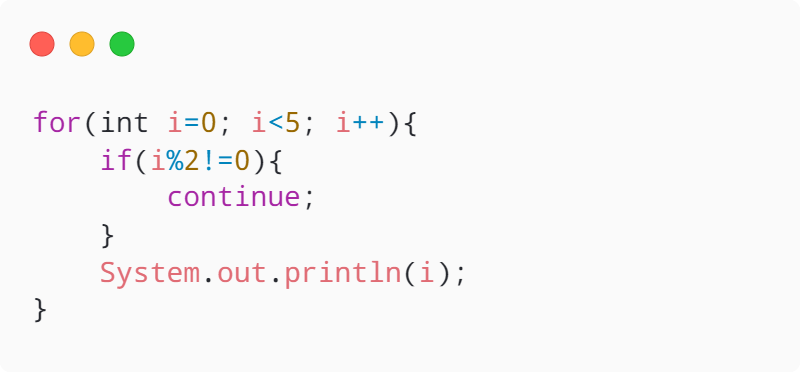 for(int i=0; i<5; i++){
    if(i%2!=0){
        continue;
    }
    System.out.println(i);
}